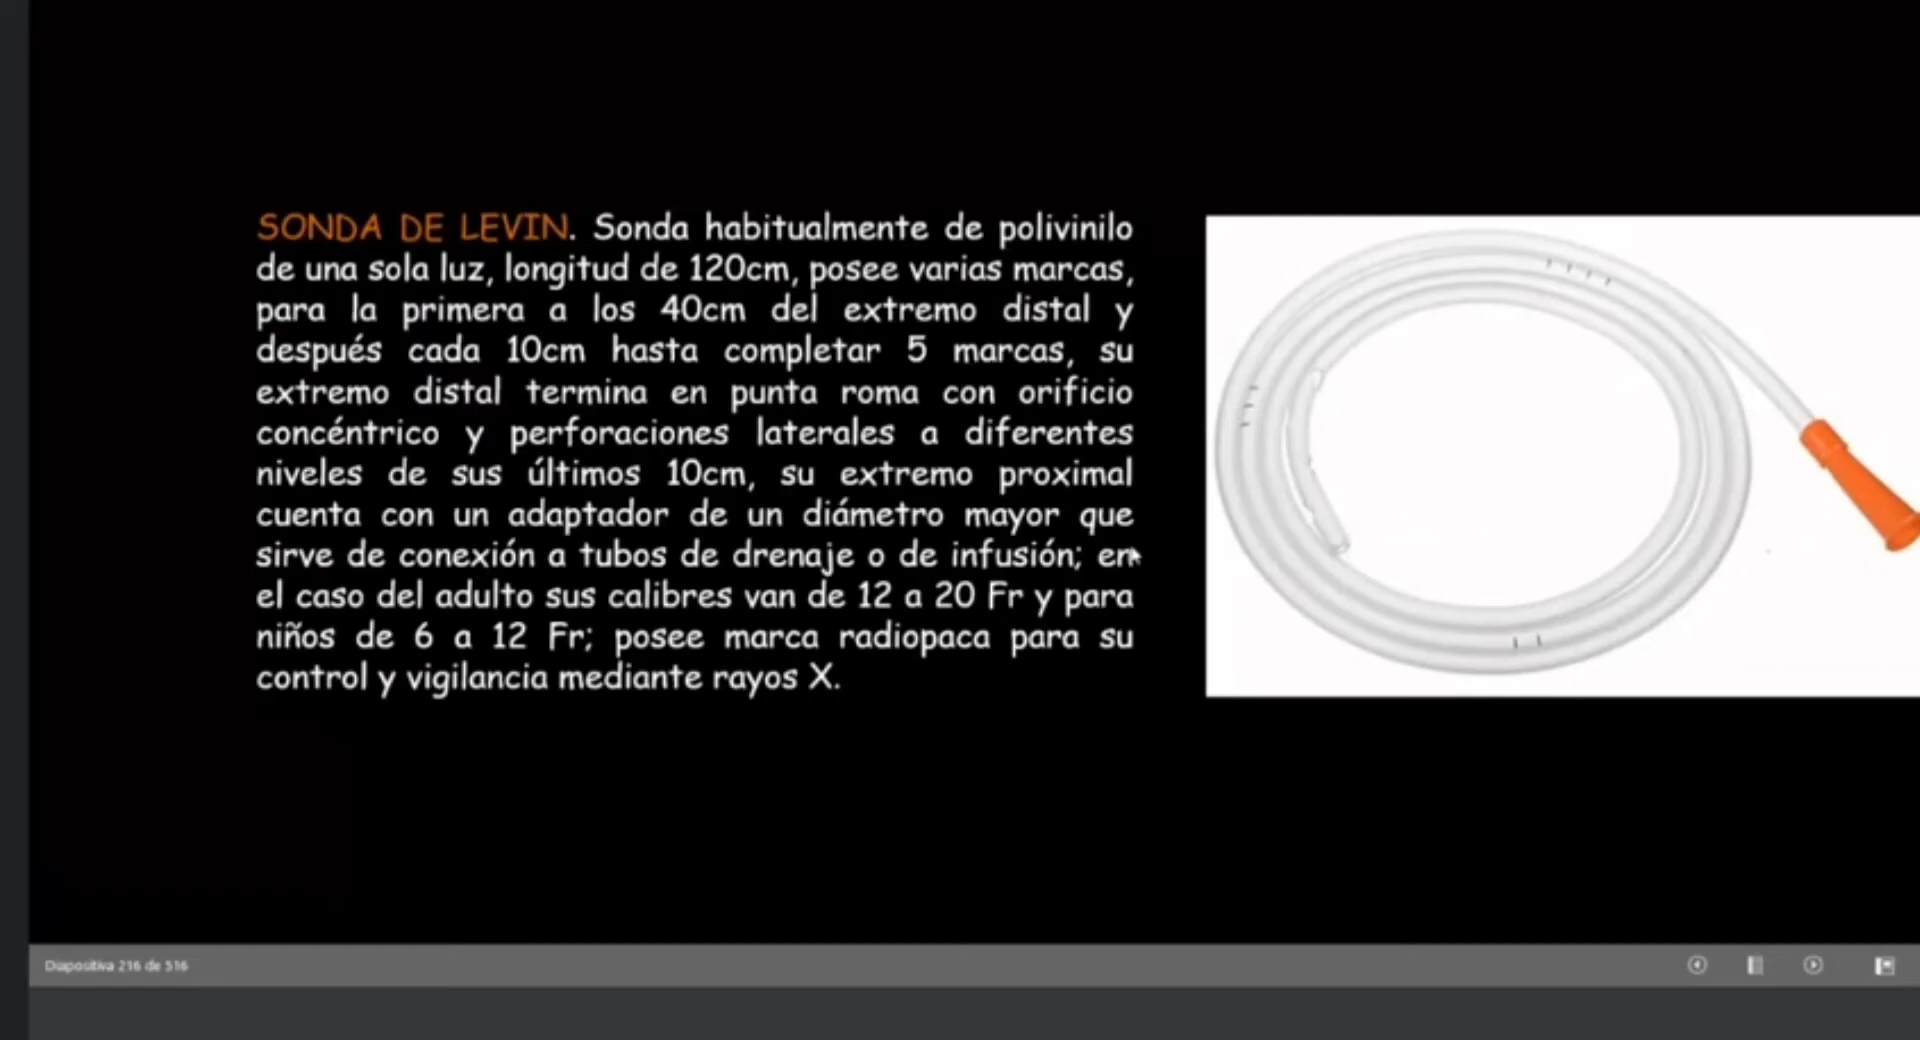 SONDA DE LEVIN. Sonda habitualmente de polivinilo
de una sola luz, longitud de 120cm, posee varias marcas,
para la primera a los 40cm del extremo distal y
después cada 10cm hasta completar 5 marcas, su
extremo distal termina en punta roma con orificio
concéntrico y perforaciones laterales a diferentes
niveles de sus últimos 10cm, su extremo proximal
cuenta con un adaptador de un diámetro mayor que
sirve de conexión a tubos de drenaje o de infusión; en
el caso del adulto sus calibres van de 12 a 20 Fr y para
niños de 6 a 12 Fr; posee marca radiopaca para su
control y vigilancia mediante rayos X.
Diapositiva 216 de 516